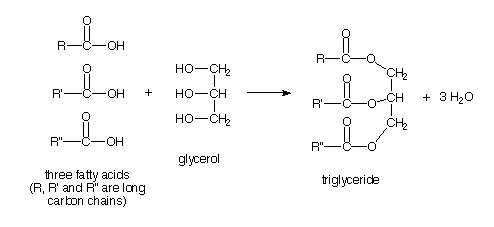 O
R—C—OH
O
R'—C—OH
O
R"—C—OH
+
HO—CH2
HO—CH
HO—CH2
O
R—C—O
CH2
O
R'—C—O—CH
CH2
O
R"—C—O
+ 3 H2O
glycerol
three fatty acids
(R, R' and R" are long
carbon chains)
triglyceride